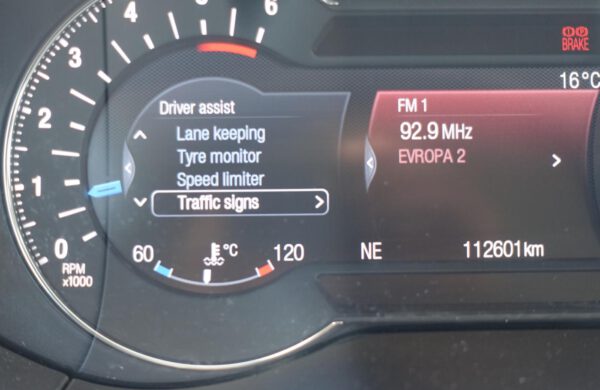 6
5
4
3
2
1
0
RPM
x1000
BRAKE
16°C
Driver assist
Lane keeping
Tyre monitor
Speed limiter
Traffic signs
FM 1
92.9 MHz
EVROPA 2
60 °C 120
NE 112601 km